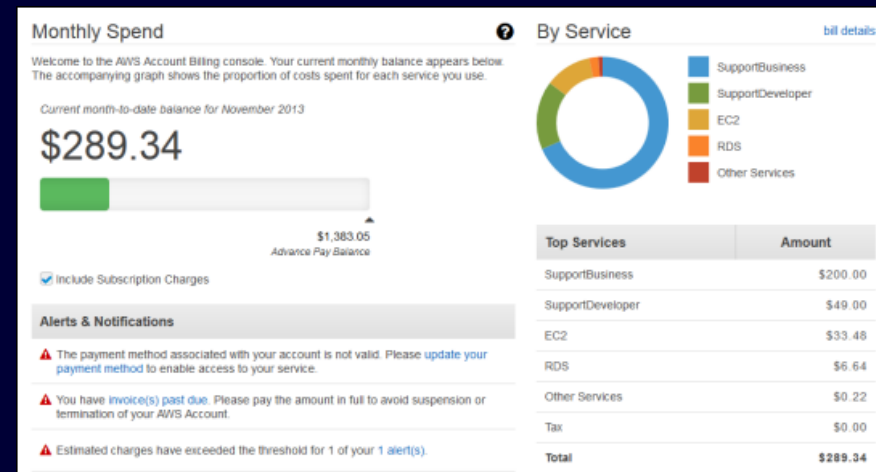 Monthly Spend
Welcome to the AWS Account Billing console. Your current monthly balance appears below.
The accompanying graph shows the proportion of costs spent for each service you use.
Current month-to-date balance for November 2013
$289.34
$1,383.05
Advance Pay Balance
Include Subscription Charges
Alerts & Notifications
The payment method associated with your account is not valid. Please update your
payment method to enable access to your service.
You have invoice(s) past due. Please pay the amount in full to avoid suspension or
termination of your AWS Account.
Estimated charges have exceeded the threshold for 1 of your 1 alert(s).
By Service
bill details
SupportBusiness
SupportDeveloper
EC2
RDS
Other Services
Top Services Amount
SupportBusiness $200.00
SupportDeveloper $49.00
EC2 $33.48
RDS $6.64
Other Services $0.22
Tax $0.00
Total $289.34